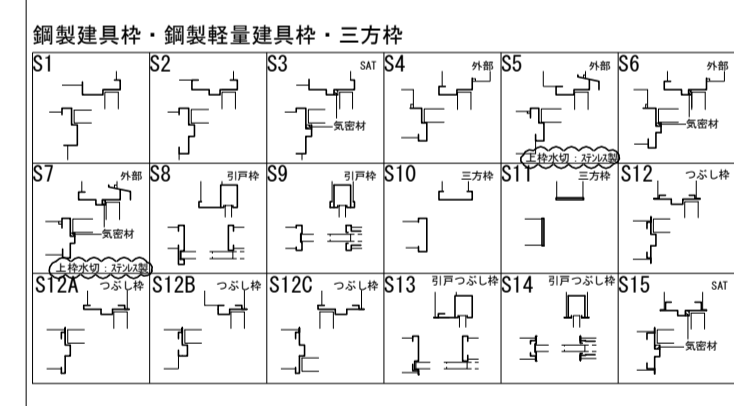 鋼製建具枠・鋼製軽量建具枠・三方枠
S1
S2
S3 SAT
気密材
S4 外部
S5 外部
上枠水切：ステンレス製
S6 外部
気密材
S7 外部
気密材
上枠水切：ステンレス製
S8 引戸枠
S9 引戸枠
S10 三方枠
S11 三方枠
S12 つぶし枠
S12A つぶし枠
S12B つぶし枠
S12C つぶし枠
S13 引戸つぶし枠
S14 引戸つぶし枠
S15 SAT
気密材